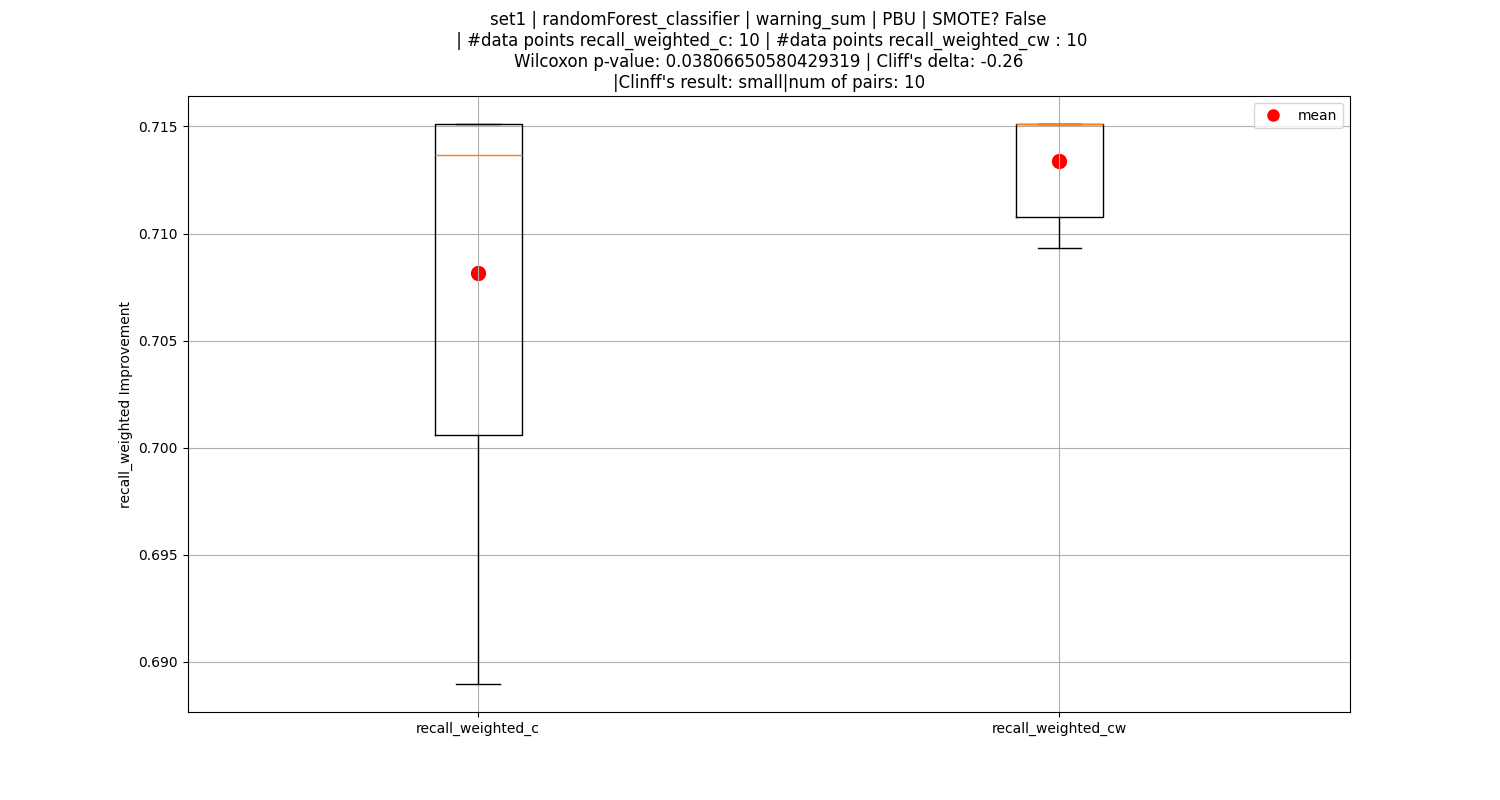 set1 | randomForest_classifier | warning_sum | PBU | SMOTE? False
| #data points recall_weighted_c: 10 | #data points recall_weighted_cw : 10
Wilcoxon p-value: 0.03806650580429319 | Cliff's delta: -0.26
|Clinff's result: small|num of pairs: 10
mean
0.715
0.710
0.705
0.700
0.695
0.690
recall_weighted Improvement
recall_weighted_c
recall_weighted_cw